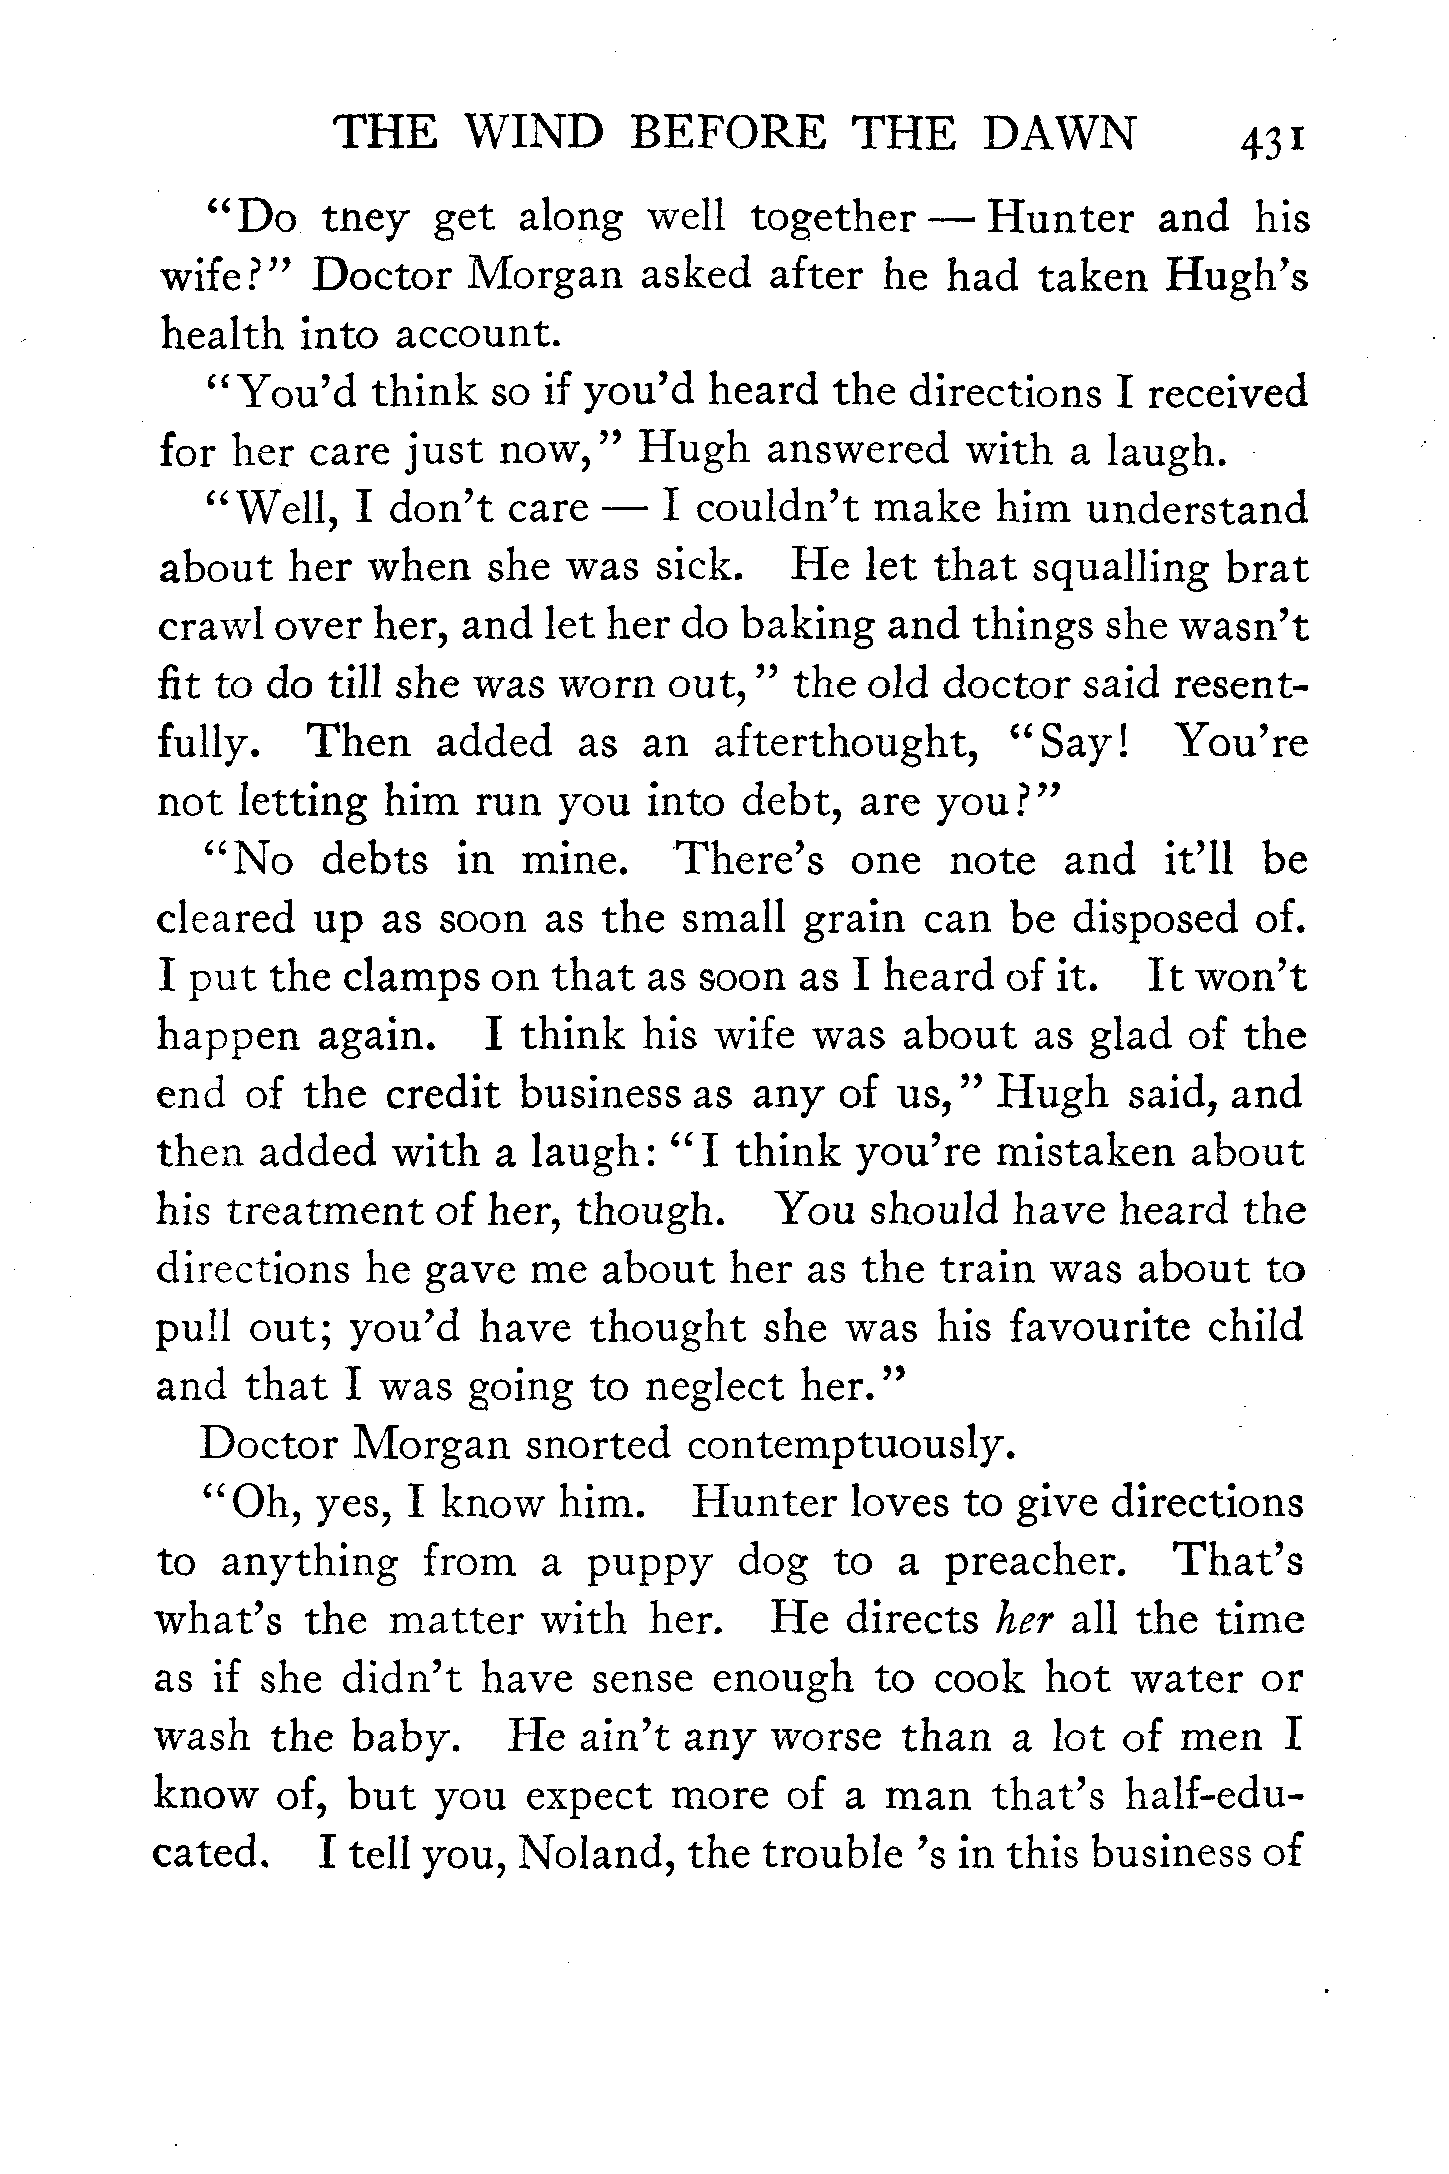 THE WIND BEFORE THE DAWN 431
"Do tney get along well together — Hunter and his
wife?" Doctor Morgan asked after he had taken Hugh's
health into account.
"You'd think so if you'd heard the directions I received
for her care just now," Hugh answered with a laugh.
"Well, I don't care — I couldn't make him understand
about her when she was sick. He let that squalling brat
crawl over her, and let her do baking and things she wasn't
fit to do till she was worn out," the old doctor said resent-
fully. Then added as an afterthought, "Say! You're
not letting him run you into debt, are you?"
"No debts in mine. There's one note and it'll be
cleared up as soon as the small grain can be disposed of.
I put the clamps on that as soon as I heard of it. It won't
happen again. I think his wife was about as glad of the
end of the credit business as any of us," Hugh said, and
then added with a laugh: "I think you're mistaken about
his treatment of her, though. You should have heard the
directions he gave me about her as the train was about to
pull out; you'd have thought she was his favourite child
and that I was going to neglect her."
Doctor Morgan snorted contemptuously.
"Oh, yes, I know him. Hunter loves to give directions
to anything from a puppy dog to a preacher. That's
what's the matter with her. He directs her all the time
as if she didn't have sense enough to cook hot water or
wash the baby. He ain't any worse than a lot of men I
know of, but you expect more of a man that's half-edu-
cated. I tell you, Noland, the trouble 's in this business of